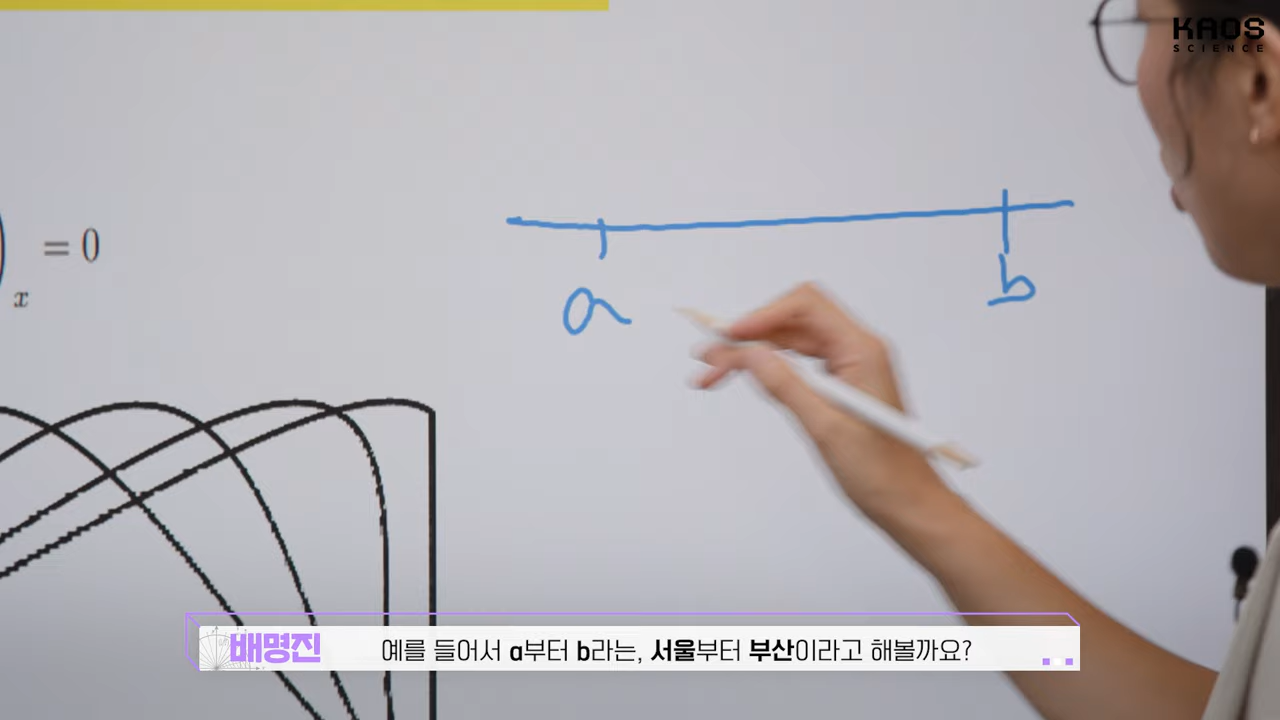 KAOS
SCIENCE
= 0
x
a
b
배명진
예를 들어서 a부터 b라는, 서울부터 부산이라고 해볼까요?